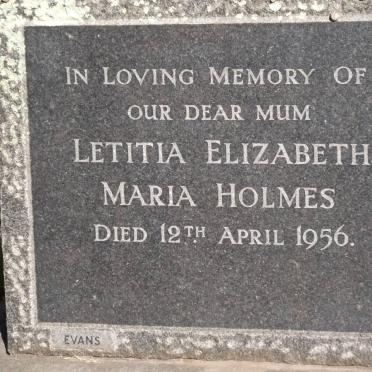 IN LOVING MEMORY OF
OUR DEAR MUM
LETITIA ELIZABETH
MARIA HOLMES
DIED 12TH APRIL 1956.
EVANS